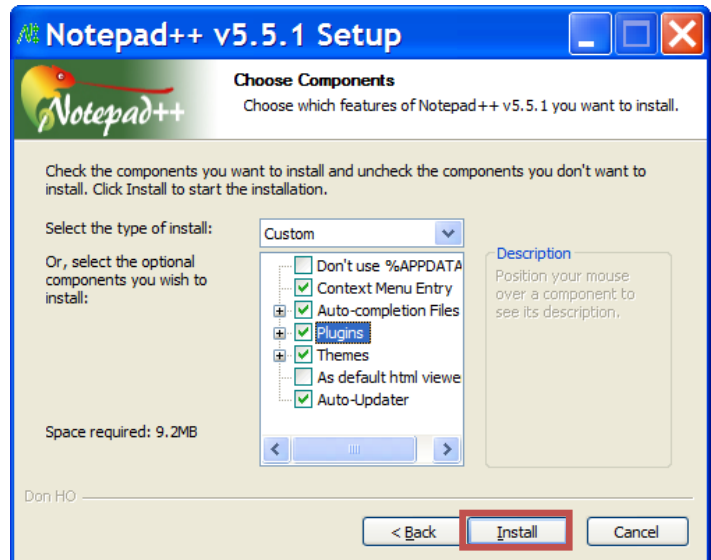 Notepad++ v5.5.1 Setup
Notepad++
Choose Components
Choose which features of Notepad++ v5.5.1 you want to install.
Check the components you want to install and uncheck the components you don't want to
install. Click Install to start the installation.
Select the type of install:
Custom
Or, select the optional
components you wish to
install:
Don't use %APPDATA
Context Menu Entry
Auto-completion Files
Plugins
Themes
As default html viewe
Auto-Updater
Description
Position your mouse
over a component to
see its description.
Space required: 9.2MB
Don HO
< Back
Install
Cancel